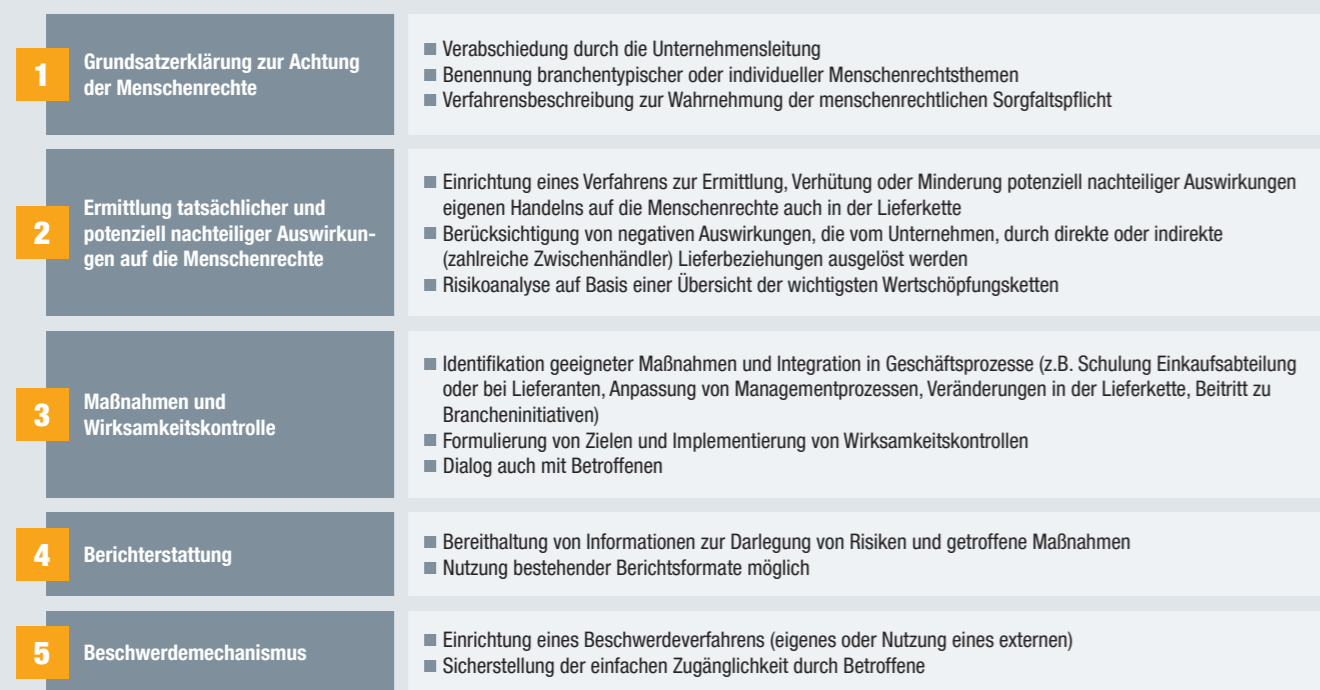 1
Grundsatzerklärung zur Achtung
der Menschenrechte
■ Verabschiedung durch die Unternehmensleitung
■ Benennung branchentypischer oder individueller Menschenrechtsthemen
■ Verfahrensbeschreibung zur Wahrnehmung der menschenrechtlichen Sorgfaltspflicht
2
Ermittlung tatsächlicher und
potenziell nachteiliger Auswirkun-
gen auf die Menschenrechte
■ Einrichtung eines Verfahrens zur Ermittlung, Verhütung oder Minderung potenziell nachteiliger Auswirkungen
eigenen Handelns auf die Menschenrechte auch in der Lieferkette
■ Berücksichtigung von negativen Auswirkungen, die vom Unternehmen, durch direkte oder indirekte
(zahlreiche Zwischenhändler) Lieferbeziehungen ausgelöst werden
■ Risikoanalyse auf Basis einer Übersicht der wichtigsten Wertschöpfungsketten
3
Maßnahmen und
Wirksamkeitskontrolle
■ Identifikation geeigneter Maßnahmen und Integration in Geschäftsprozesse (z.B. Schulung Einkaufsabteilung
oder bei Lieferanten, Anpassung von Managementprozessen, Veränderungen in der Lieferkette, Beitritt zu
Brancheninitiativen)
■ Formulierung von Zielen und Implementierung von Wirksamkeitskontrollen
■ Dialog auch mit Betroffenen
4
Berichterstattung
■ Bereithaltung von Informationen zur Darlegung von Risiken und getroffene Maßnahmen
■ Nutzung bestehender Berichtsformate möglich
5
Beschwerdemechanismus
■ Einrichtung eines Beschwerdeverfahrens (eigenes oder Nutzung eines externen)
■ Sicherstellung der einfachen Zugänglichkeit durch Betroffene